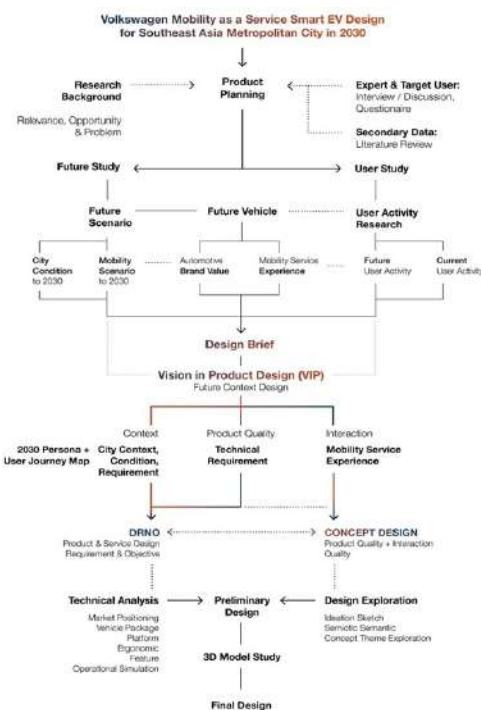 Volkswagen Mobility as a Service Smart EV Design
for Southeast Asia Metropolitan City in 2030
Research
Background
Relevance, Opportunity
& Problem
Product
Planning
Expert & Target User:
Interview / Discussion,
Questionaire
Secondary Data:
Literature Review
Future Study
User Study
Future
Scenario
Future Vehicle
User Activity
Research
City
Condition
to 2030
Mobility
Scenario
to 2030
Automotive
Brand Value
Mobility Service
Experience
Future
User Activity
Current
User Activity
Design Brief
Vision in Product Design (VIP)
Future Context Design
2030 Persona +
User Journey Map
Context
City Context,
Condition,
Requirement
Product Quality
Technical
Requirement
Interaction
Mobility Service
Experience
DRNO
Product & Service Design
Requirement & Objective
CONCEPT DESIGN
Product Quality + Interaction
Quality
Technical Analysis
Market Positioning
Vehicle Package
Platform
Ergonomic
Feature
Operational Simulation
Preliminary
Design
Design Exploration
Ideation Sketch
Semiotic Semantic
Concept Theme Exploration
3D Model Study
Final Design